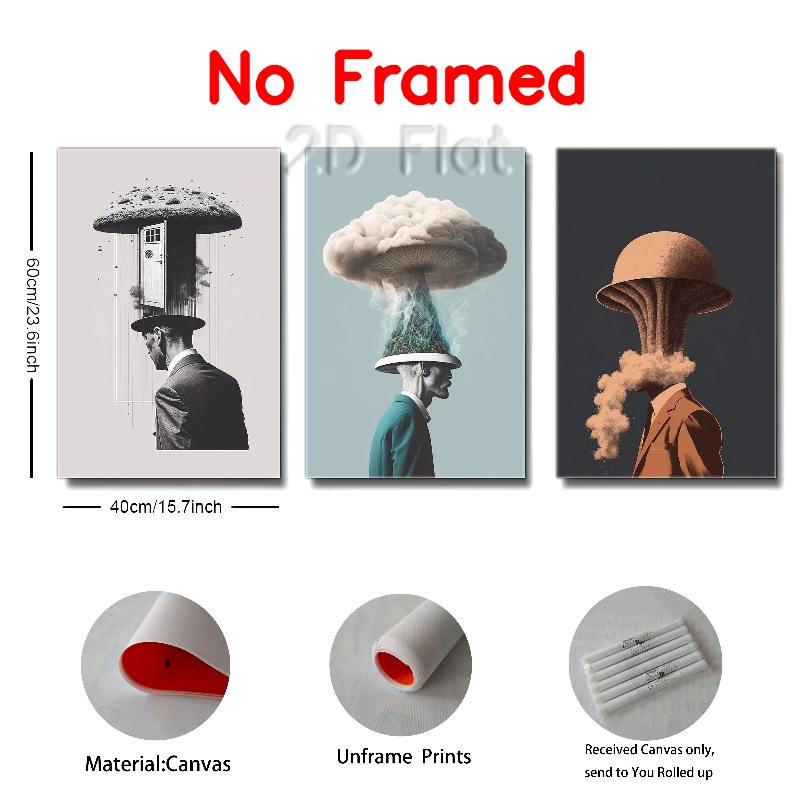 No Framed
2D Flat
60cm/23.6inch
40cm/15.7inch
Material:Canvas
Unframe Prints
Received Canvas only,
send to You Rolled up